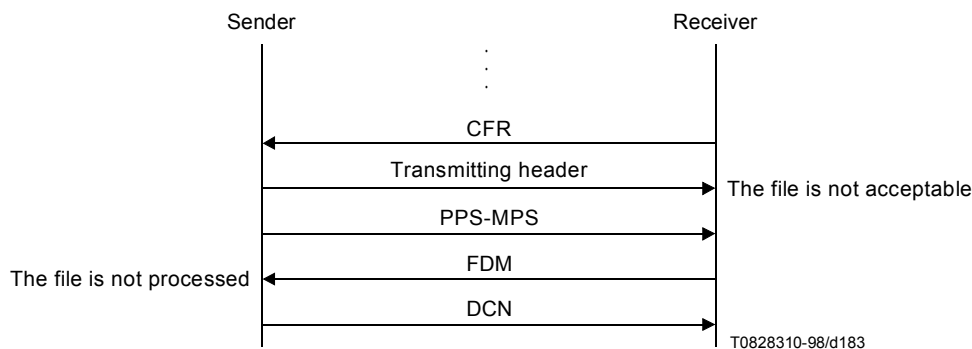 Sender Receiver
.
.
.
CFR
Transmitting header
The file is not acceptable
PPS-MPS
FDM
The file is not processed
DCN
T0828310-98/d183